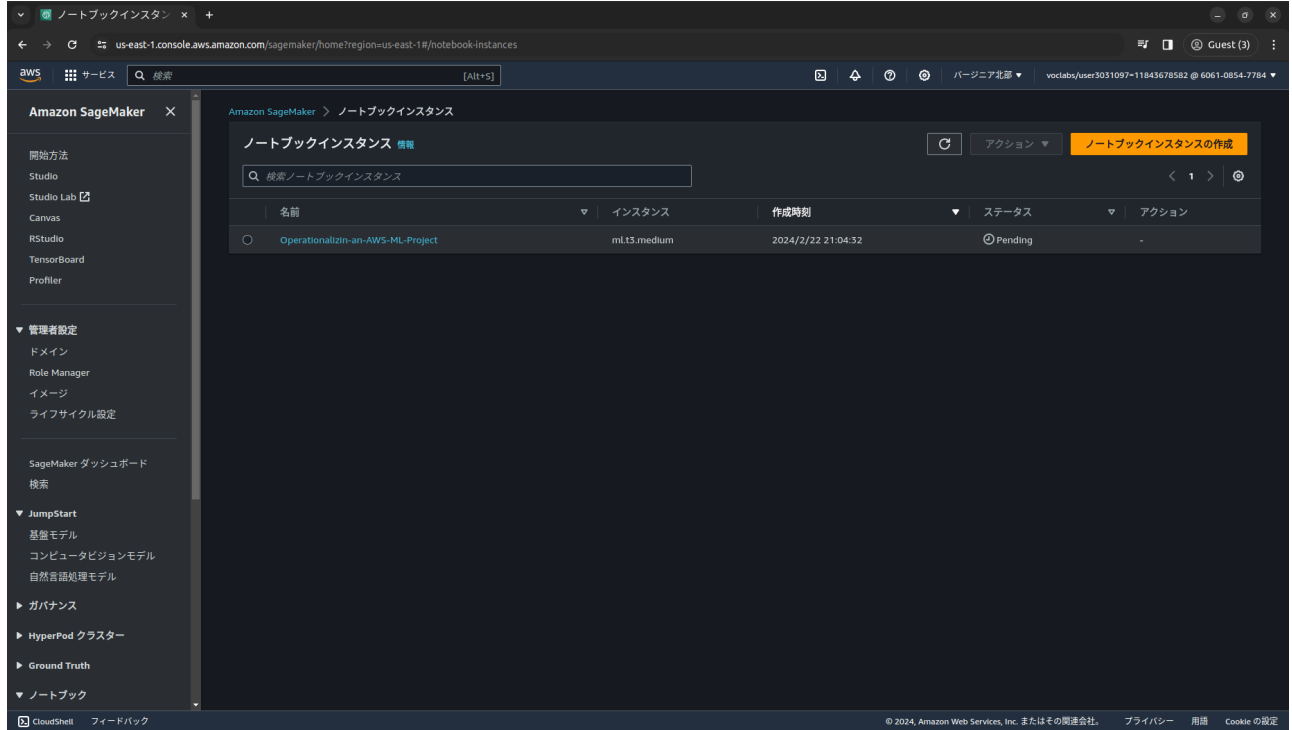 ノートブックインスタン
us-east-1.console.aws.amazon.com/sagemaker/home?region=us-east-1#/notebook-instances
Guest (3)
aws サービス 検索 [Alt+S] バージニア北部 voclabs/user3031097=11843678582 @ 6061-0854-7784
Amazon SageMaker
開始方法
Studio
Studio Lab
Canvas
RStudio
TensorBoard
Profiler
管理者設定
ドメイン
Role Manager
イメージ
ライフサイクル設定
SageMaker ダッシュボード
検索
JumpStart
基盤モデル
コンピュータビジョンモデル
自然言語処理モデル
ガバナンス
HyperPod クラスター
Ground Truth
ノートブック
Amazon SageMaker > ノートブックインスタンス
ノートブックインスタンス 情報
アクション
ノートブックインスタンスの作成
検索ノートブックインスタンス
1
名前 インスタンス 作成時刻 ステータス アクション
OperationalizIn-an-AWS-ML-Project ml.t3.medium 2024/2/22 21:04:32 Pending -
CloudShell フィードバック © 2024, Amazon Web Services, Inc. またはその関連会社。 プライバシー 用語 Cookie の設定